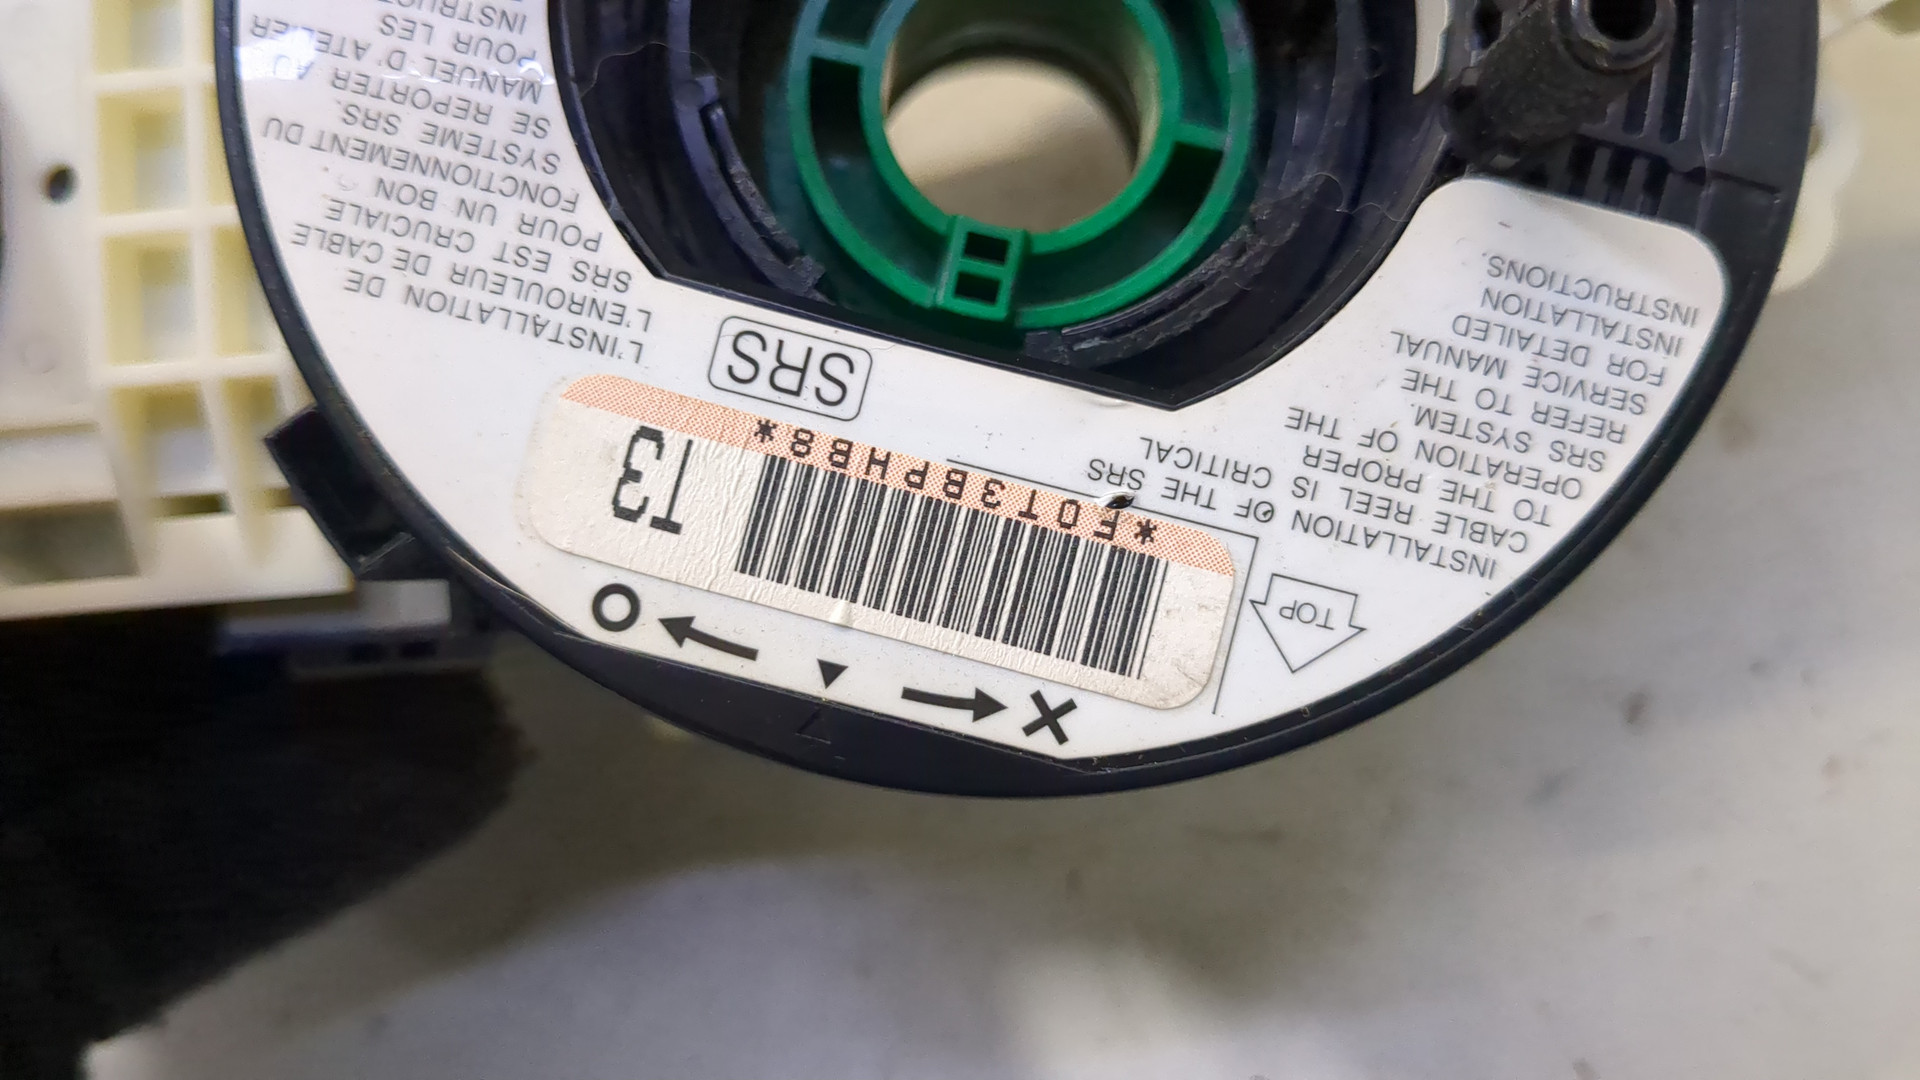 X
O
TOP
INSTALLATION OF THE SRS
CABLE REEL IS CRITICAL
TO THE PROPER
OPERATION OF THE
SRS SYSTEM.
REFER TO THE
SERVICE MANUAL
FOR DETAILED
INSTALLATION
INSTRUCTIONS.
*E0T3BPHB8*
T3
SRS
L'INSTALLATION DE
L'ENROULEUR DE CABLE
SRS EST CRUCIALE
POUR UN BON
FONCTIONNEMENT DU
SYSTEME SRS.
SE REPORTER AU
MANUEL D'ATELIER
POUR LES